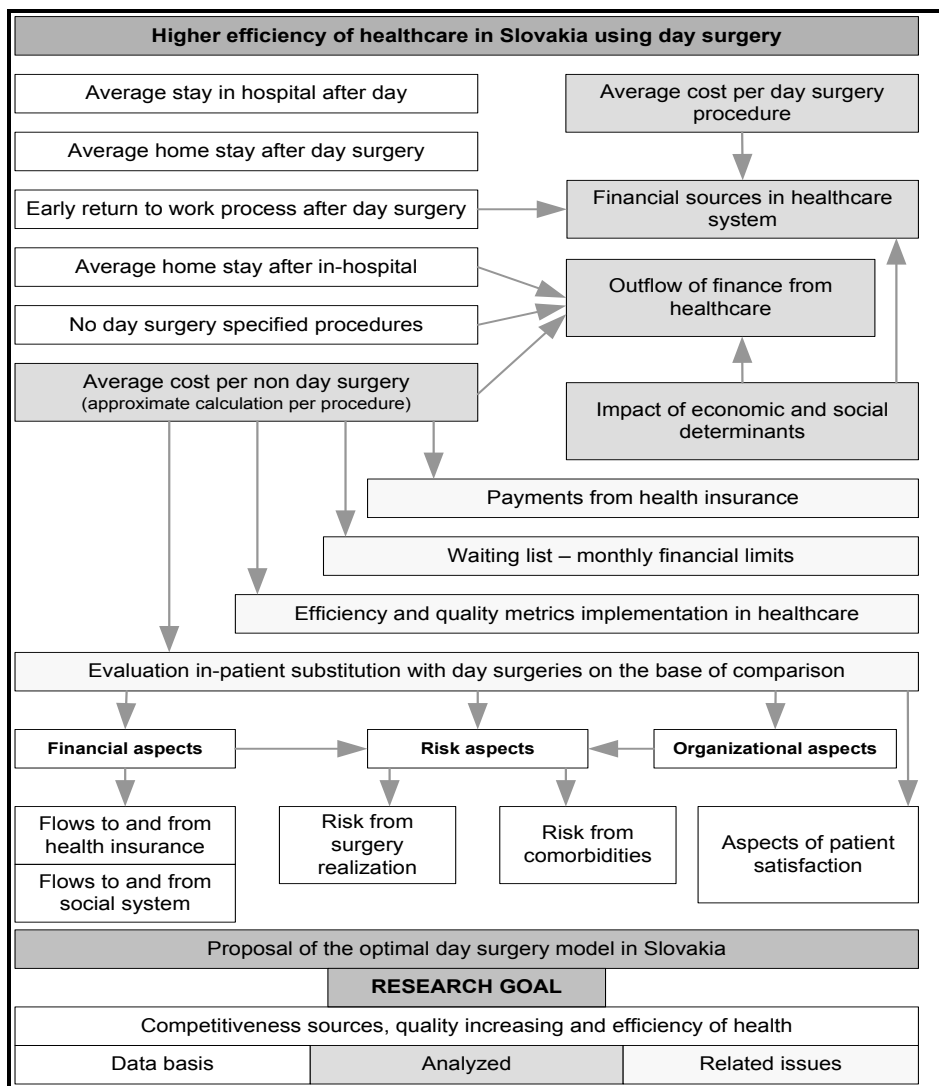 Higher efficiency of healthcare in Slovakia using day surgery
Average stay in hospital after day
Average cost per day surgery
procedure
Average home stay after day surgery
Early return to work process after day surgery
Financial sources in healthcare
system
Average home stay after in-hospital
Outflow of finance from
healthcare
No day surgery specified procedures
Average cost per non day surgery
(approximate calculation per procedure)
Impact of economic and social
determinants
Payments from health insurance
Waiting list – monthly financial limits
Efficiency and quality metrics implementation in healthcare
Evaluation in-patient substitution with day surgeries on the base of comparison
Financial aspects
Risk aspects
Organizational aspects
Flows to and from
health insurance
Flows to and from
social system
Risk from
surgery
realization
Risk from
comorbidities
Aspects of patient
satisfaction
Proposal of the optimal day surgery model in Slovakia
RESEARCH GOAL
Competitiveness sources, quality increasing and efficiency of health
Data basis
Analyzed
Related issues